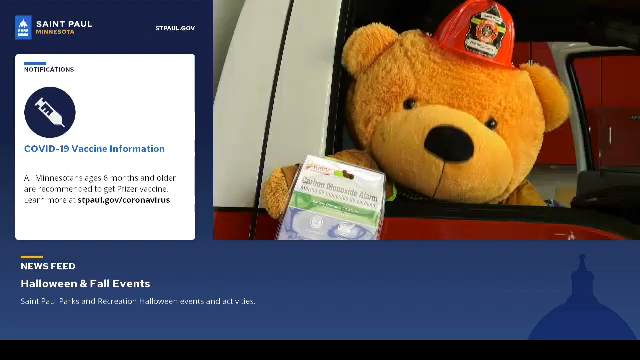 SAINT PAUL
MINNESOTA
STPAUL.GOV
NOTIFICATIONS
COVID-19 Vaccine Information
All Minnesotans ages 6 months and older
are recommended to get Pfizer vaccine.
Learn more at stpaul.gov/coronavirus
Carbon Monoxide Alarm
NEWS FEED
Halloween & Fall Events
Saint Paul Parks and Recreation Halloween events and activities.